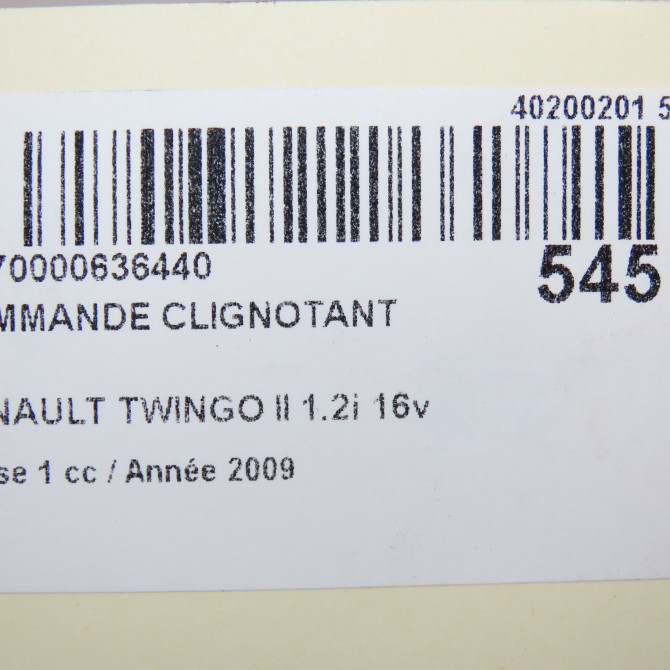 40200201 5
70000636440
545
MMANDE CLIGNOTANT
NAULT TWINGO II 1.2i 16v
se 1 cc / Année 2009